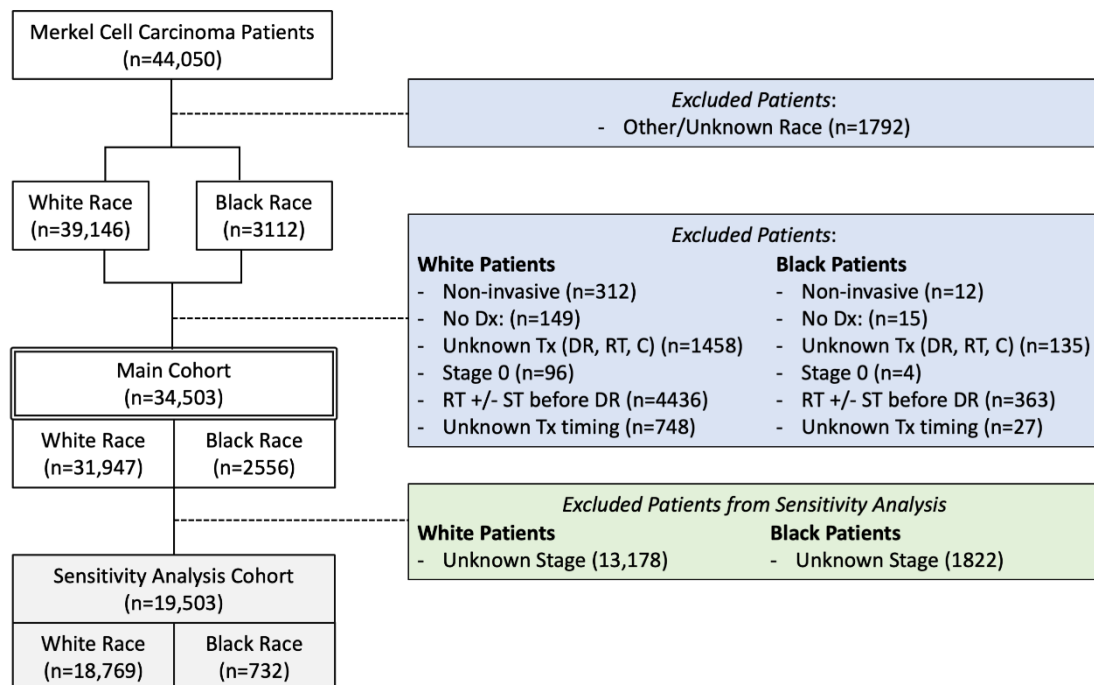 Merkel Cell Carcinoma Patients
(n=44,050)
Excluded Patients:
- Other/Unknown Race (n=1792)
White Race
(n=39,146)
Black Race
(n=3112)
Excluded Patients:
White Patients
- Non-invasive (n=312)
- No Dx: (n=149)
- Unknown Tx (DR, RT, C) (n=1458)
- Stage 0 (n=96)
- RT +/- ST before DR (n=4436)
- Unknown Tx timing (n=748)
Black Patients
- Non-invasive (n=12)
- No Dx: (n=15)
- Unknown Tx (DR, RT, C) (n=135)
- Stage 0 (n=4)
- RT +/- ST before DR (n=363)
- Unknown Tx timing (n=27)
Main Cohort
(n=34,503)
White Race
(n=31,947)
Black Race
(n=2556)
Excluded Patients from Sensitivity Analysis
White Patients
- Unknown Stage (13,178)
Black Patients
- Unknown Stage (1822)
Sensitivity Analysis Cohort
(n=19,503)
White Race
(n=18,769)
Black Race
(n=732)